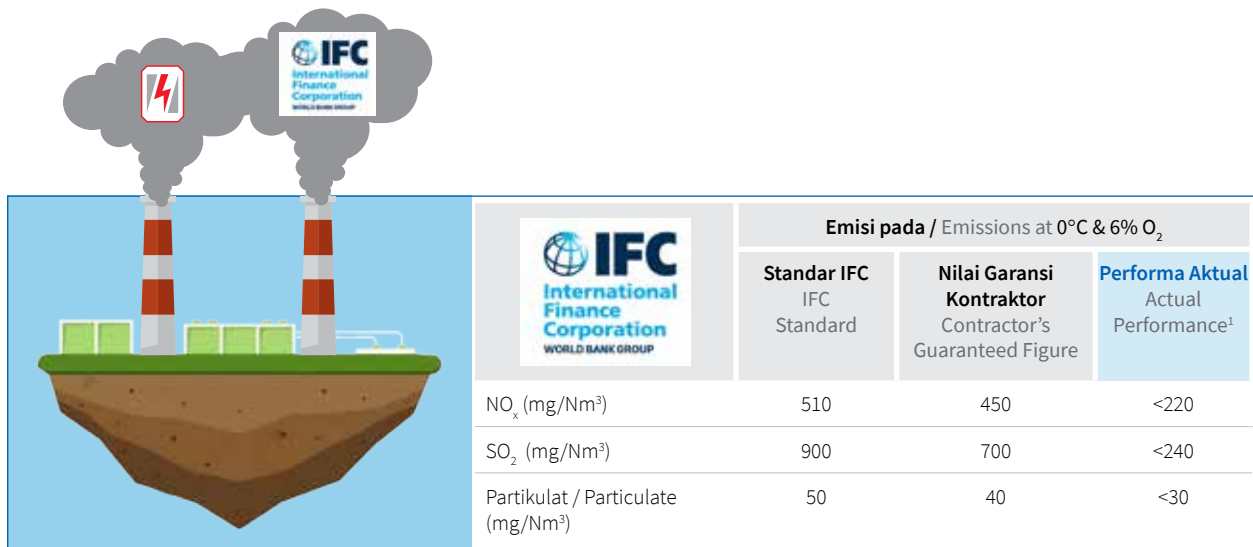 IFC
International
Finance
Corporation
WORLD BANK GROUP
IFC
International
Finance
Corporation
WORLD BANK GROUP
Emisi pada / Emissions at 0°C & 6% O₂
Standar IFC
IFC
Standard
Nilai Garansi
Kontraktor
Contractor’s
Guaranteed Figure
Performa Aktual
Actual
Performance¹
NOₓ (mg/Nm³) 510 450 <220
SO₂ (mg/Nm³) 900 700 <240
Partikulat / Particulate 50 40 <30
(mg/Nm³)